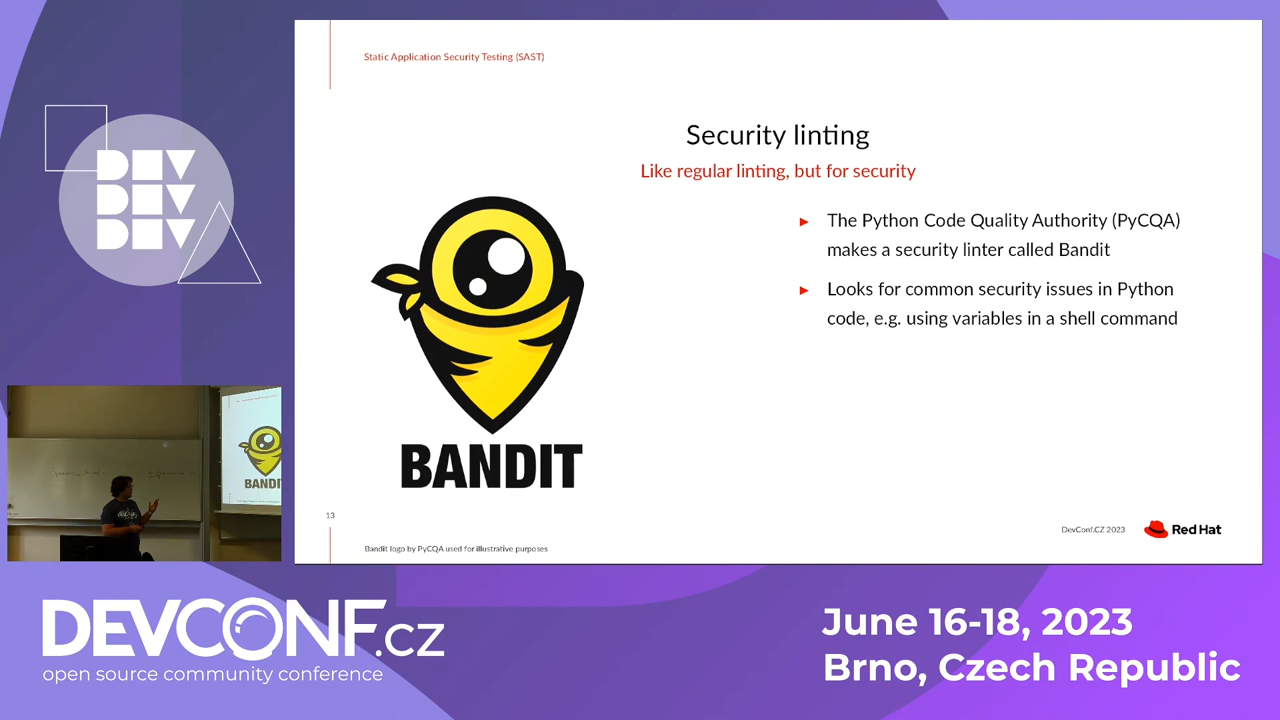 Static Application Security Testing (SAST)
Security linting
Like regular linting, but for security
► The Python Code Quality Authority (PyCQA)
makes a security linter called Bandit
► Looks for common security issues in Python
code, e.g. using variables in a shell command
BANDIT
13
DevConf.CZ 2023
Red Hat
Bandit logo by PyCQA used for illustrative purposes
DEV
DEV
DEV
BANDIT
DEVCONF.cz
open source community conference
June 16-18, 2023
Brno, Czech Republic